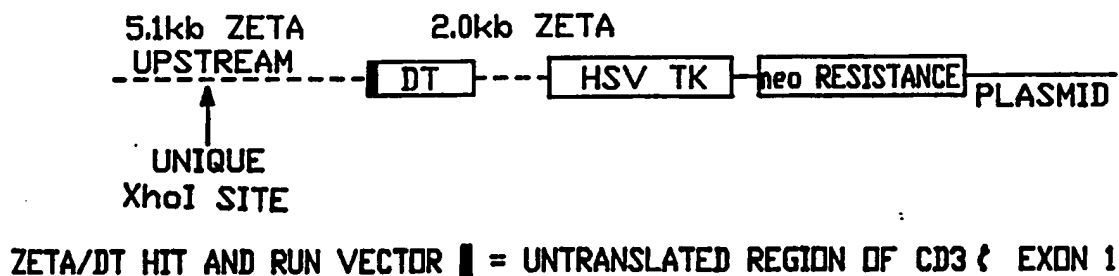 5.1kb ZETA
UPSTREAM
2.0kb ZETA
DT
HSV TK
neo RESISTANCE
PLASMID
UNIQUE
XhoI SITE
ZETA/DT HIT AND RUN VECTOR = UNTRANSLATED REGION OF CD3 ζ EXON 1